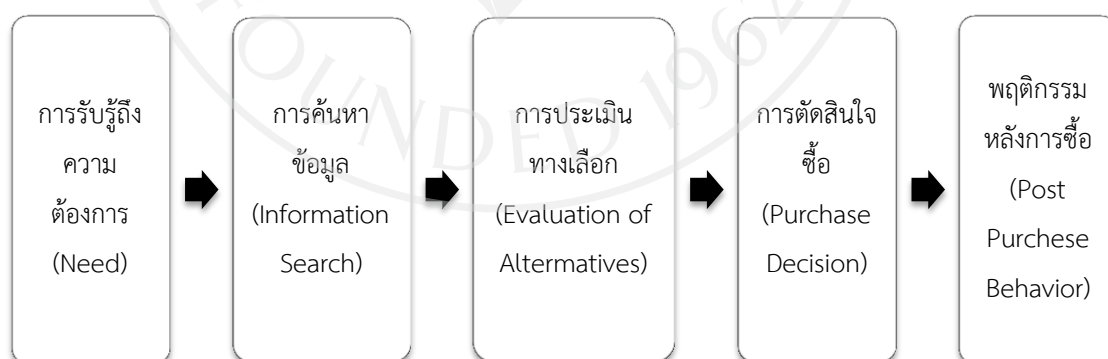 การรับรู้ถึง
ความ
ต้องการ
(Need)
การค้นหา
ข้อมูล
(Information
Search)
การประเมิน
ทางเลือก
(Evaluation of
Altermatives)
การตัดสินใจ
ซื้อ
(Purchase
Decision)
พฤติกรรม
หลังการซื้อ
(Post
Purchese
Behavior)
FOUNDED 1962